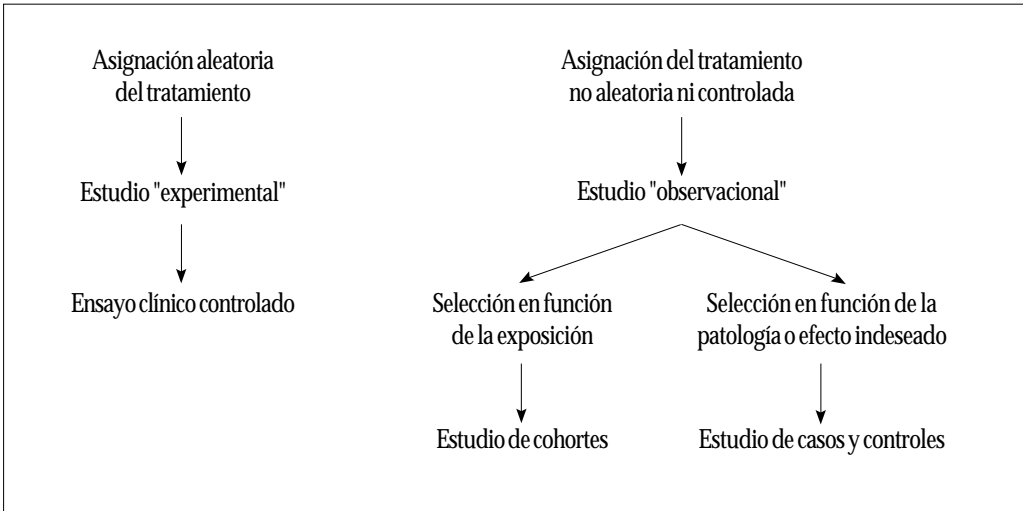 Asignación aleatoria
del tratamiento
Estudio "experimental"
Ensayo clínico controlado
Asignación del tratamiento
no aleatoria ni controlada
Estudio "observacional"
Selección en función
de la exposición
Estudio de cohortes
Selección en función de la
patología o efecto indeseado
Estudio de casos y controles